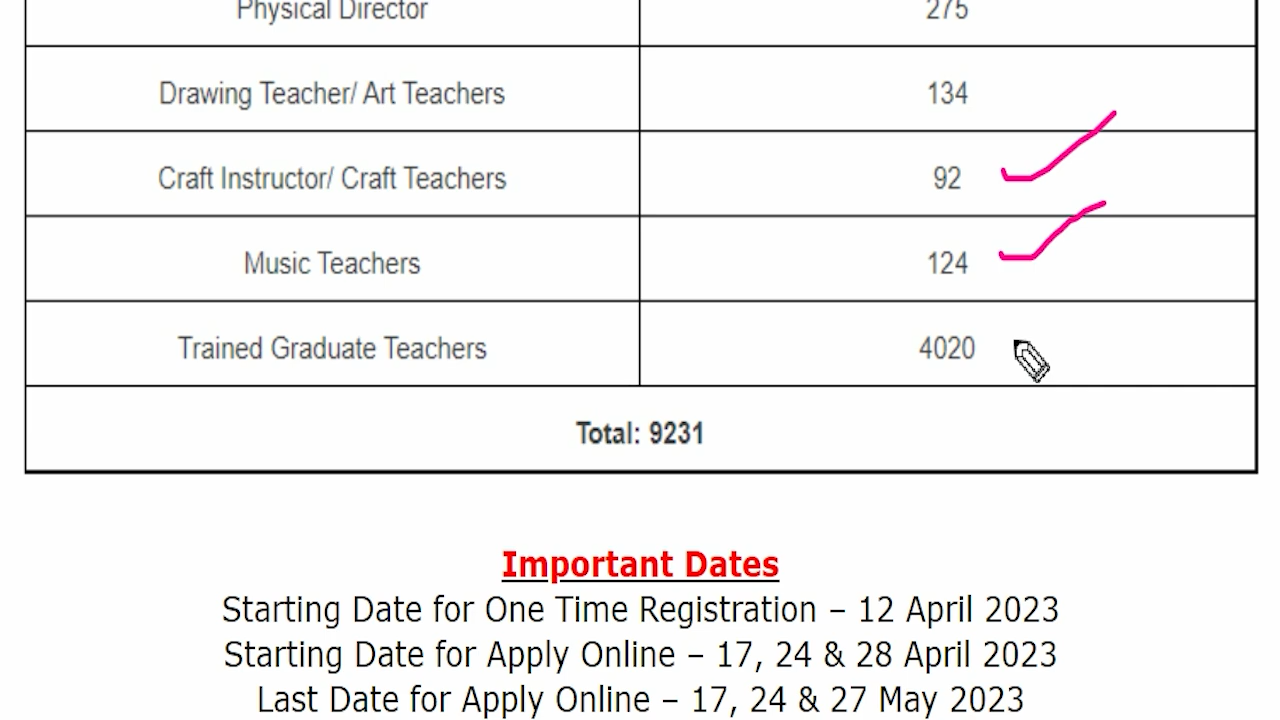 Physical Director 275
Drawing Teacher/ Art Teachers 134
Craft Instructor/ Craft Teachers 92
Music Teachers 124
Trained Graduate Teachers 4020
Total: 9231
Important Dates
Starting Date for One Time Registration – 12 April 2023
Starting Date for Apply Online – 17, 24 & 28 April 2023
Last Date for Apply Online – 17, 24 & 27 May 2023